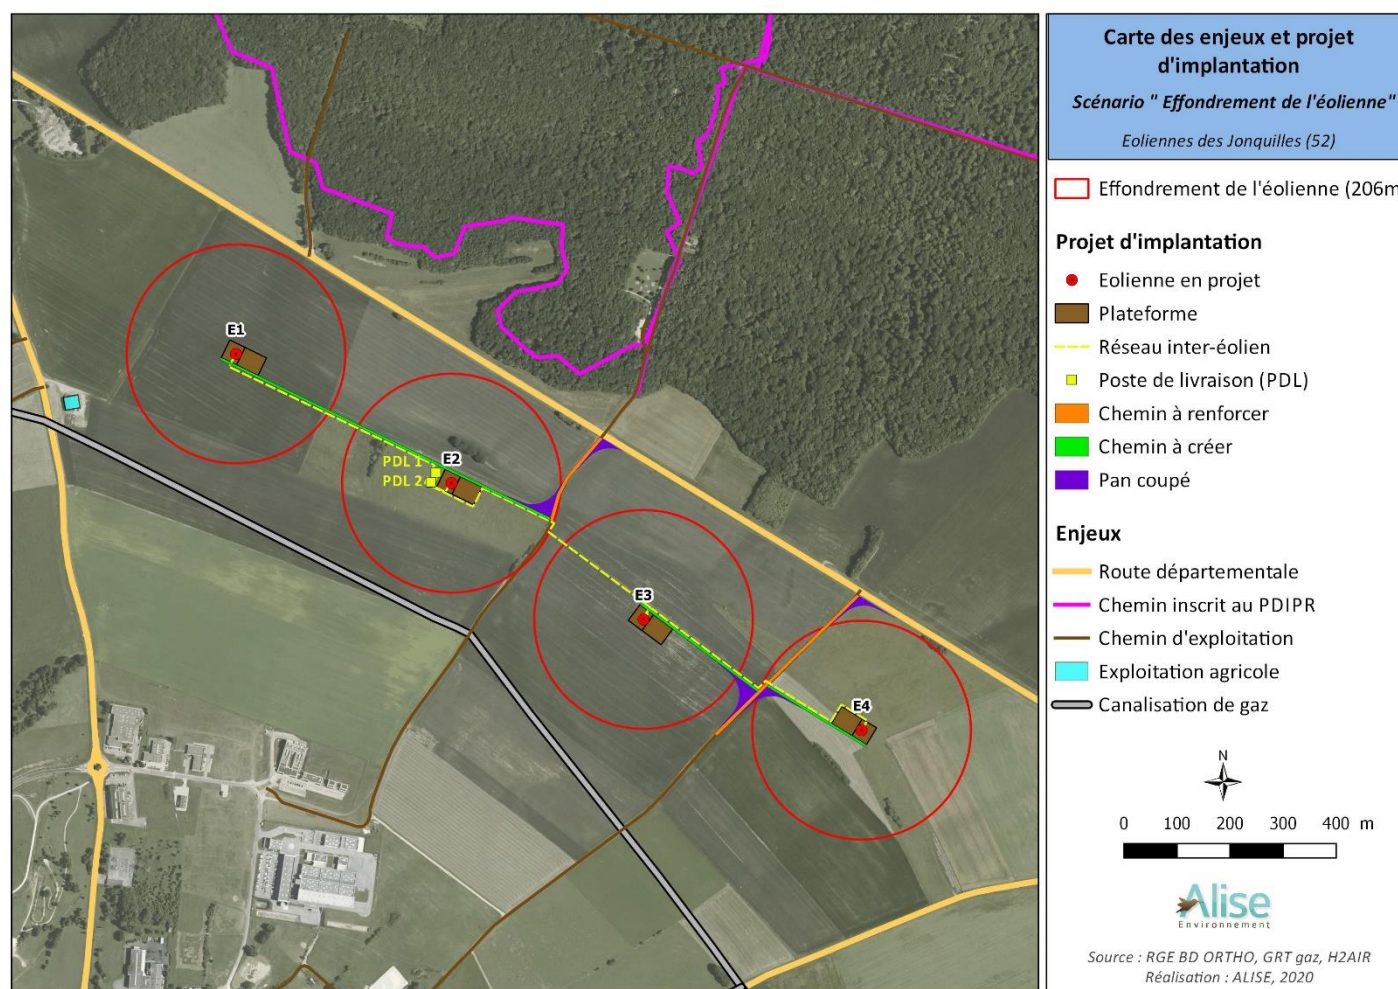 Carte des enjeux et projet
d'implantation
Scénario " Effondrement de l'éolienne"
Eoliennes des Jonquilles (52)
Effondrement de l'éolienne (206m
Projet d'implantation
Eolienne en projet
Plateforme
Réseau inter-éolien
Poste de livraison (PDL)
Chemin à renforcer
Chemin à créer
Pan coupé
Enjeux
Route départementale
Chemin inscrit au PDIPR
Chemin d'exploitation
Exploitation agricole
Canalisation de gaz
N
0 100 200 300 400 m
Alise
Environnement
Source : RGE BD ORTHO, GRT gaz, H2AIR
Réalisation : ALISE, 2020
E1
E2
PDL 1
PDL 2
E3
E4